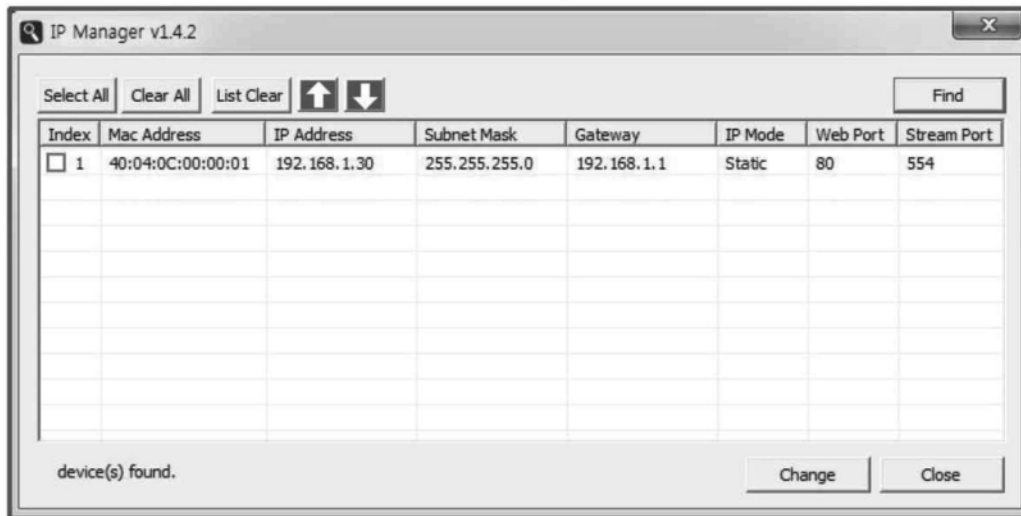 IP Manager v1.4.2
Select All Clear All List Clear Find
Index Mac Address IP Address Subnet Mask Gateway IP Mode Web Port Stream Port
1 40:04:0C:00:00:01 192.168.1.30 255.255.255.0 192.168.1.1 Static 80 554
device(s) found. Change Close